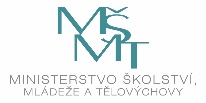 MŠ
MT
MINISTERSTVO ŠKOLSTVÍ,
MLÁDEŽE A TĚLOVÝCHOVY